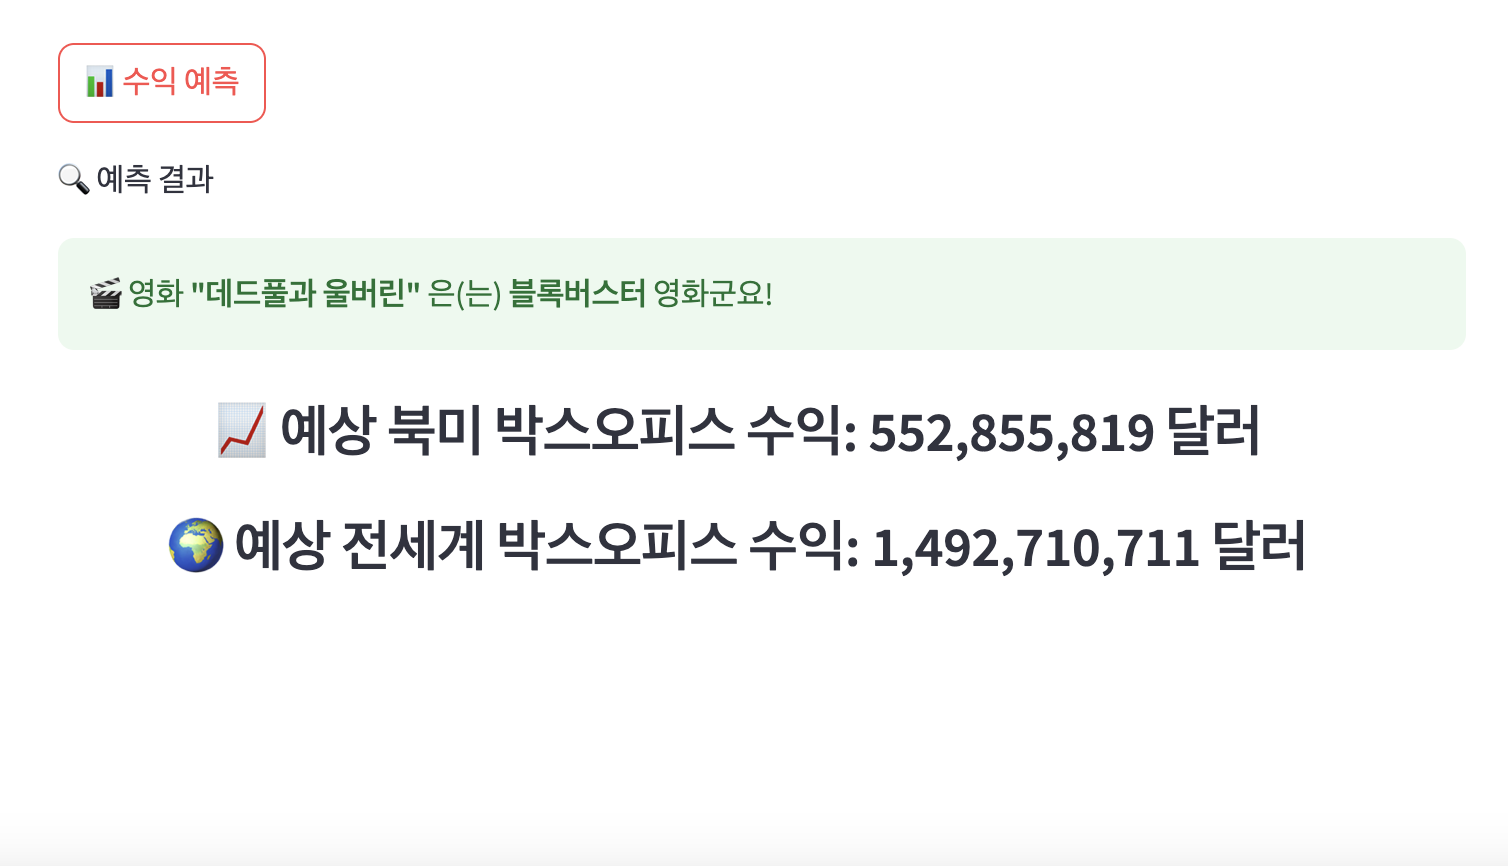 📊 수익 예측
🔍 예측 결과
🎬 영화 "데드풀과 울버린" 은(는) 블록버스터 영화군요!
📈 예상 북미 박스오피스 수익: 552,855,819 달러
🌍 예상 전세계 박스오피스 수익: 1,492,710,711 달러